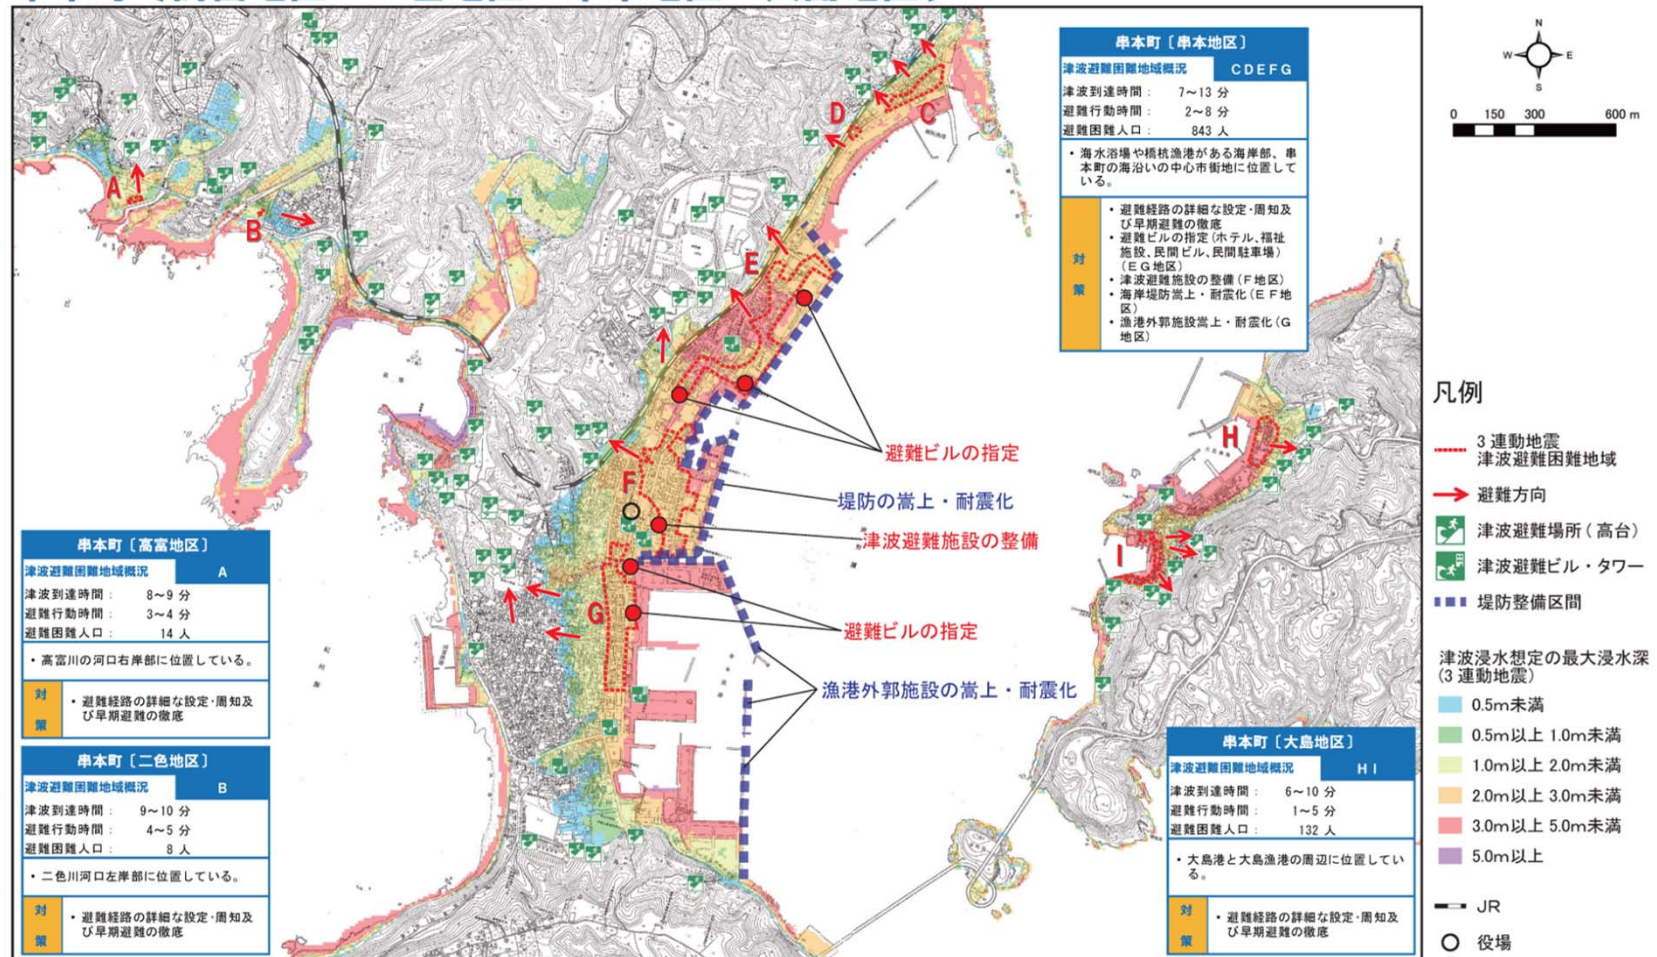 串本町〔串本地区〕
津波避難困難地域概況 CDEFG
津波到達時間： 7～13 分
避難行動時間： 2～8 分
避難困難人口： 843 人
・海水浴場や橋杭漁港がある海岸部、串
本町の海沿いの中心市街地に位置して
いる。
対策
・避難経路の詳細な設定・周知及
び早期避難の徹底
・避難ビルの指定(ホテル、福祉
施設、民間ビル、民間駐車場)
(ＥＧ地区)
・津波避難施設の整備(Ｆ地区)
・海岸堤防嵩上・耐震化(ＥＦ地
区)
・漁港外郭施設嵩上・耐震化(Ｇ
地区)
N
W E
S
0 150 300 600 m
A
B
C
D
E
F
G
H
I
避難ビルの指定
堤防の嵩上・耐震化
津波避難施設の整備
避難ビルの指定
漁港外郭施設の嵩上・耐震化
串本町〔高富地区〕
津波避難困難地域概況 A
津波到達時間： 8～9 分
避難行動時間： 3～4 分
避難困難人口： 14 人
・高富川の河口右岸部に位置している。
対策
・避難経路の詳細な設定・周知及
び早期避難の徹底
串本町〔二色地区〕
津波避難困難地域概況 B
津波到達時間： 9～10 分
避難行動時間： 4～5 分
避難困難人口： 8 人
・二色川河口左岸部に位置している。
対策
・避難経路の詳細な設定・周知及
び早期避難の徹底
串本町〔大島地区〕
津波避難困難地域概況 HI
津波到達時間： 6～10 分
避難行動時間： 1～5 分
避難困難人口： 132 人
・大島港と大島漁港の周辺に位置してい
る。
対策
・避難経路の詳細な設定・周知及
び早期避難の徹底
凡例
3連動地震
津波避難困難地域
避難方向
津波避難場所(高台)
津波避難ビル・タワー
堤防整備区間
津波浸水想定の最大浸水深
(3連動地震)
0.5m未満
0.5m以上 1.0m未満
1.0m以上 2.0m未満
2.0m以上 3.0m未満
3.0m以上 5.0m未満
5.0m以上
JR
役場